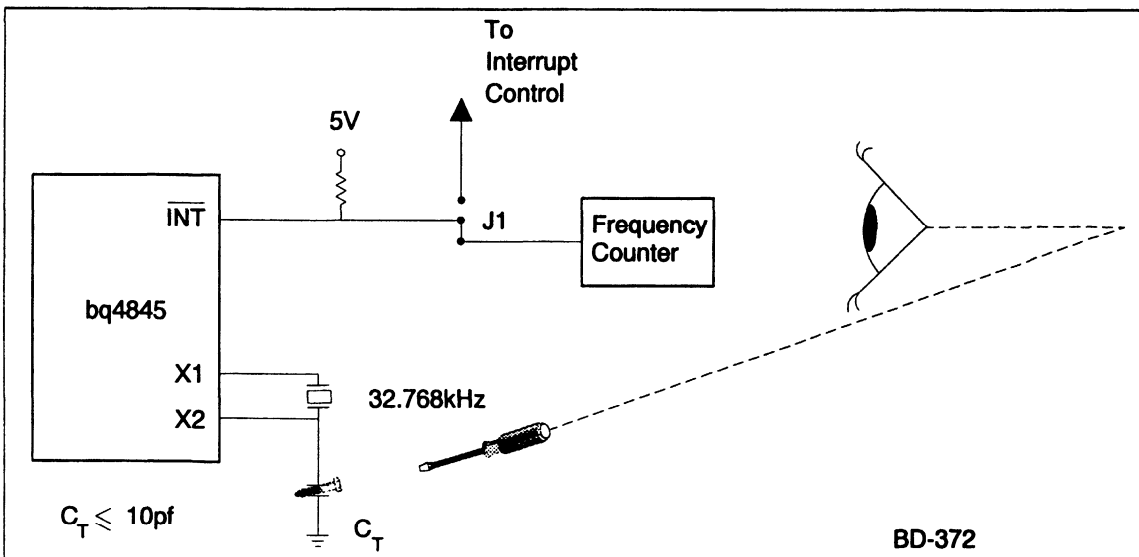 To
Interrupt
Control
5V
INT
J1
Frequency
Counter
bq4845
X1
32.768kHz
X2
C_T ≤ 10pf
C_T
BD-372